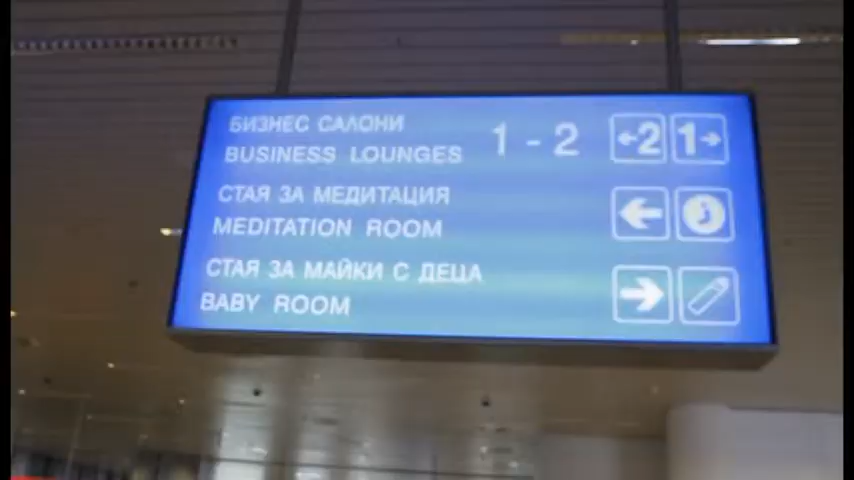 БИЗНЕС САЛОНИ
BUSINESS LOUNGES 1 - 2 ←2 1→
СТАЯ ЗА МЕДИТАЦИЯ
MEDITATION ROOM
СТАЯ ЗА МАЙКИ С ДЕЦА
BABY ROOM